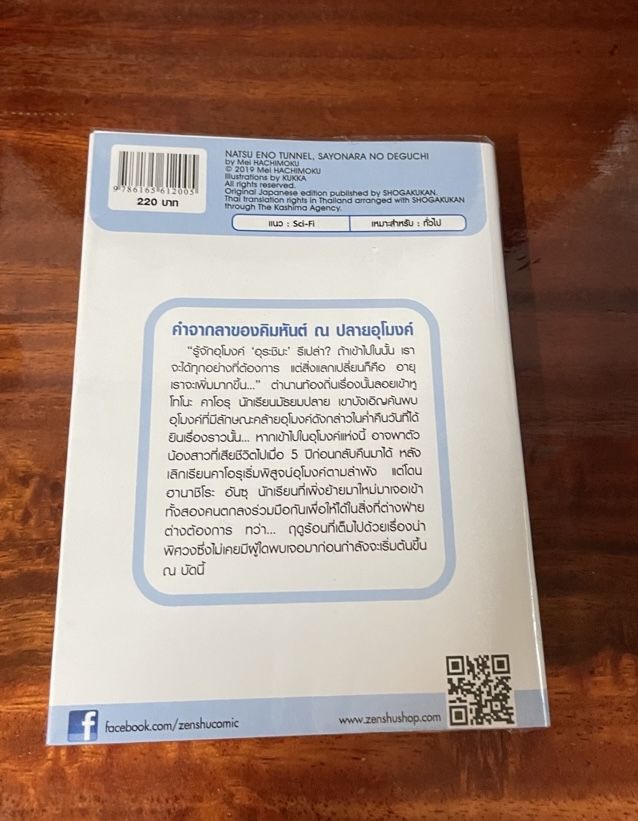 NATSU ENO TUNNEL, SAYONARA NO DEGUCHI
by Mei HACHIMOKU
© 2019 Mei HACHIMOKU
Illustrations by KUKKA
All rights reserved.
Original Japanese edition published by SHOGAKUKAN.
Thai translation rights in Thailand arranged with SHOGAKUKAN
through The Kashima Agency.
9 786165 612005
220 บาท
แนว : Sci-Fi
เหมาะสำหรับ : ทั่วไป
คำจากลาของคิมหันต์ ณ ปลายอุโมงค์
"รู้จักอุโมงค์ 'อุระชิมะ' รึเปล่า? ถ้าเข้าไปในนั้น เรา
จะได้ทุกอย่างที่ต้องการ แต่สิ่งแลกเปลี่ยนก็คือ อายุ
เราจะเพิ่มมากขึ้น..." ตำนานท้องถิ่นเรื่องนั้นลอยเข้าหู
โทโนะ คาโอรุ นักเรียนมัธยมปลาย เขาบังเอิญค้นพบ
อุโมงค์ที่มีลักษณะคล้ายอุโมงค์ดังกล่าวในค่ำคืนวันที่ได้
ยินเรื่องราวนั้น... หากเข้าไปในอุโมงค์แห่งนี้ อาจพาตัว
น้องสาวที่เสียชีวิตไปเมื่อ 5 ปีก่อนกลับคืนมาได้ หลัง
เลิกเรียนคาโอรุเริ่มพิสูจน์อุโมงค์ตามลำพัง แต่โดน
ฮานาชิโระ อันซุ นักเรียนที่เพิ่งย้ายมาใหม่มาเจอเข้า
ทั้งสองคนตกลงร่วมมือกันเพื่อให้ได้ในสิ่งที่ต่างฝ่าย
ต่างต้องการ ทว่า... ฤดูร้อนที่เต็มไปด้วยเรื่องน่า
พิศวงซึ่งไม่เคยมีผู้ใดพบเจอมาก่อนกำลังจะเริ่มต้นขึ้น
ณ บัดนี้
f facebook.com/zenshucomic
www.zenshushop.com